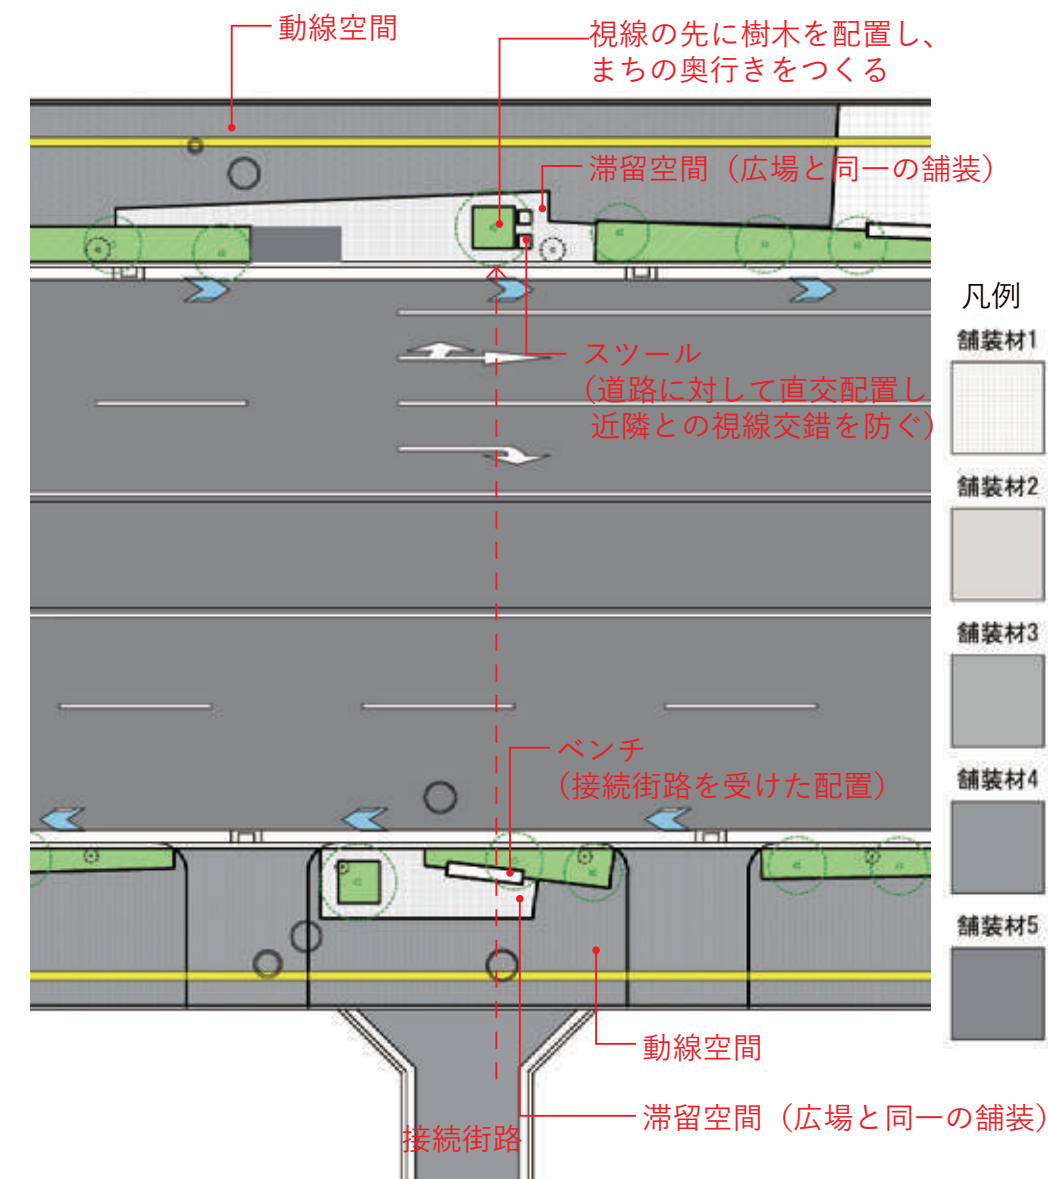 動線空間
視線の先に樹木を配置し、
まちの奥行きをつくる
滞留空間（広場と同一の舗装）
凡例
舗装材1
スツール
（道路に対して直交配置し
近隣との視線交錯を防ぐ）
舗装材2
舗装材3
ベンチ
（接続街路を受けた配置）
舗装材4
舗装材5
動線空間
滞留空間（広場と同一の舗装）
接続街路